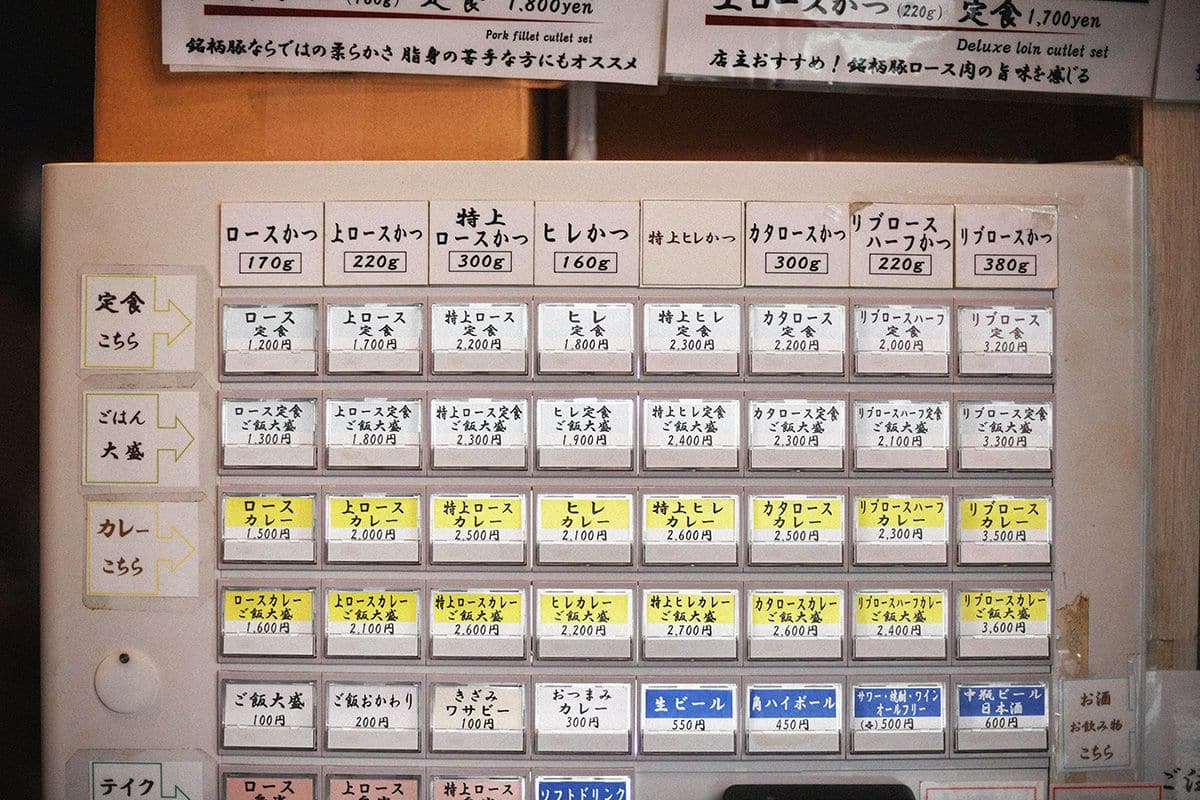 定食 1,800yen
Pork fillet cutlet set
銘柄豚ならではの柔らかさ 脂身の苦手な方にもオススメ
上ロースかつ (220g) 定食 1,700yen
Deluxe loin cutlet set
店主おすすめ！銘柄豚ロース肉の旨味を感じる
ロースかつ
170g
上ロースかつ
220g
特上
ロースかつ
300g
ヒレかつ
160g
特上ヒレかつ
カタロースかつ
300g
リブロース
ハーフかつ
220g
リブロースかつ
380g
定食
こちら
ロース
定食
1,200円
上ロース
定食
1,700円
特上ロース
定食
2,200円
ヒレ
定食
1,800円
特上ヒレ
定食
2,300円
カタロース
定食
2,200円
リブロースハーフ
定食
2,000円
リブロース
定食
3,200円
ごはん
大盛
ロース定食
ご飯大盛
1,300円
上ロース定食
ご飯大盛
1,800円
特上ロース定食
ご飯大盛
2,300円
ヒレ定食
ご飯大盛
1,900円
特上ヒレ定食
ご飯大盛
2,400円
カタロース定食
ご飯大盛
2,300円
リブロースハーフ定食
ご飯大盛
2,100円
リブロース定食
ご飯大盛
3,300円
カレー
こちら
ロース
カレー
1,500円
上ロース
カレー
2,000円
特上ロース
カレー
2,500円
ヒレ
カレー
2,100円
特上ヒレ
カレー
2,600円
カタロース
カレー
2,500円
リブロースハーフ
カレー
2,300円
リブロース
カレー
3,500円
ロースカレー
ご飯大盛
1,600円
上ロースカレー
ご飯大盛
2,100円
特上ロースカレー
ご飯大盛
2,600円
ヒレカレー
ご飯大盛
2,200円
特上ヒレカレー
ご飯大盛
2,700円
カタロースカレー
ご飯大盛
2,600円
リブロースハーフカレー
ご飯大盛
2,400円
リブロースカレー
ご飯大盛
3,600円
ご飯大盛
100円
ご飯おかわり
200円
きざみ
ワサビー
100円
おつまみ
カレー
300円
生ビール
550円
角ハイボール
450円
サワー・焼酎・ワイン
オールフリー
500円
中瓶ビール
日本酒
600円
お酒
お飲み物
こちら
テイク
ロース
上ロース
特上ロース
ソフトドリンク